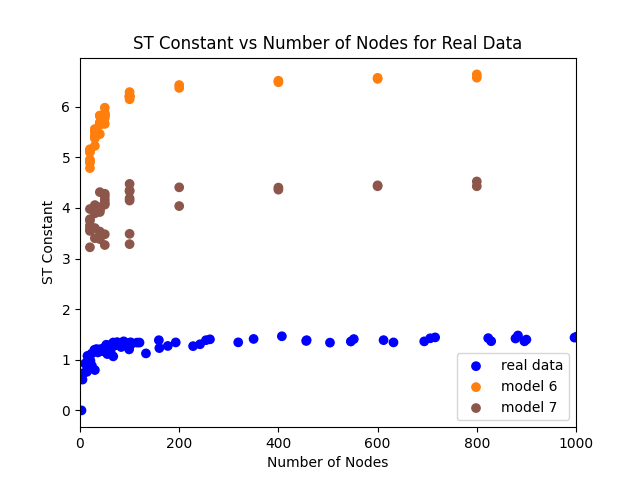 ST Constant vs Number of Nodes for Real Data
6
5
4
3
2
1
0
ST Constant
0 200 400 600 800 1000
Number of Nodes
real data
model 6
model 7